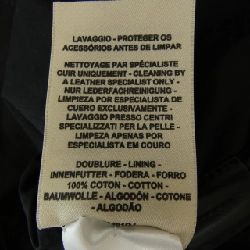 LAVAGGIO - PROTEGER OS
ACESSÓRIOS ANTES DE LIMPAR
NETTOYAGE PAR SPÉCIALISTE
CUIR UNIQUEMENT - CLEANING BY
A LEATHER SPECIALIST ONLY -
NUR LEDERFACHREINIGUNG -
LIMPIEZA POR ESPECIALISTA DE
CUERO EXCLUSIVAMENTE -
LAVAGGIO PRESSO CENTRI
SPECIALIZZATI PER LA PELLE -
LIMPEZA APENAS POR
ESPECIALISTA EM COURO
DOUBLURE - LINING -
INNENFUTTER - FODERA - FORRO
100% COTON - COTTON -
BAUMWOLLE - ALGODÓN - COTONE
- ALGODÃO